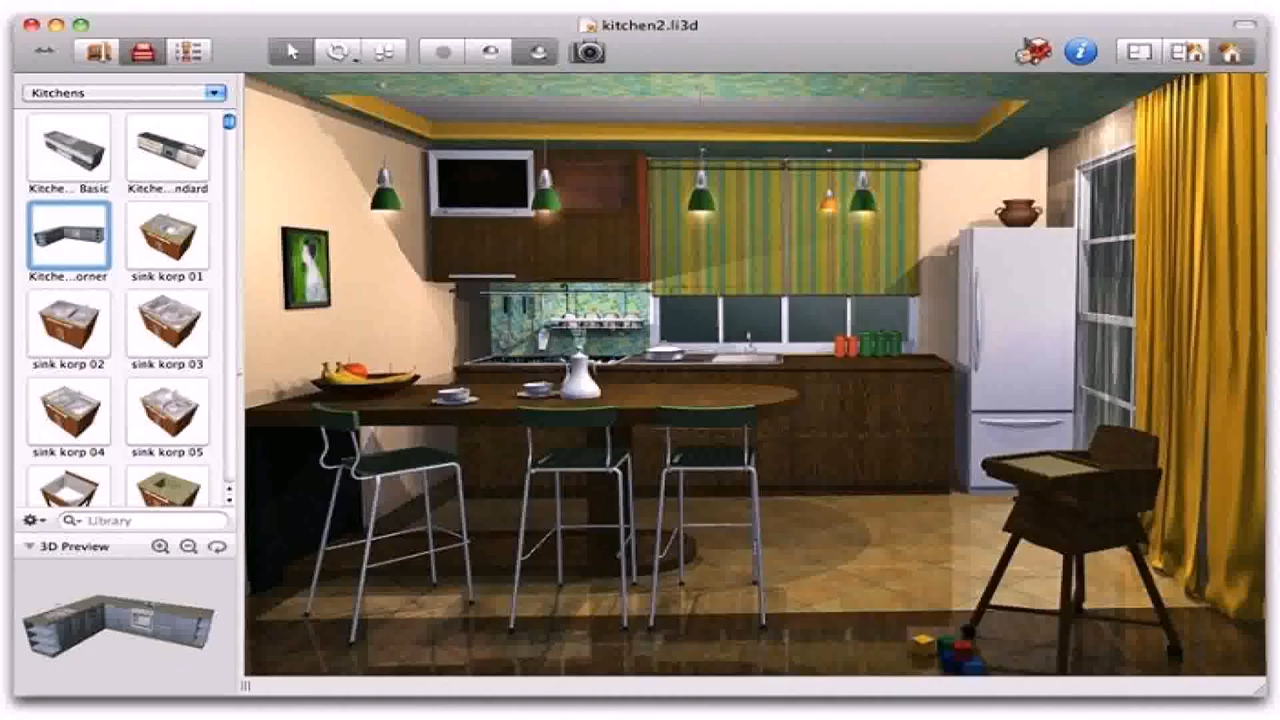 kitchen2.li3d
Kitchens
Kitche... Basic
Kitche...ndard
Kitche...orner
sink korp 01
sink korp 02
sink korp 03
sink korp 04
sink korp 05
Library
3D Preview